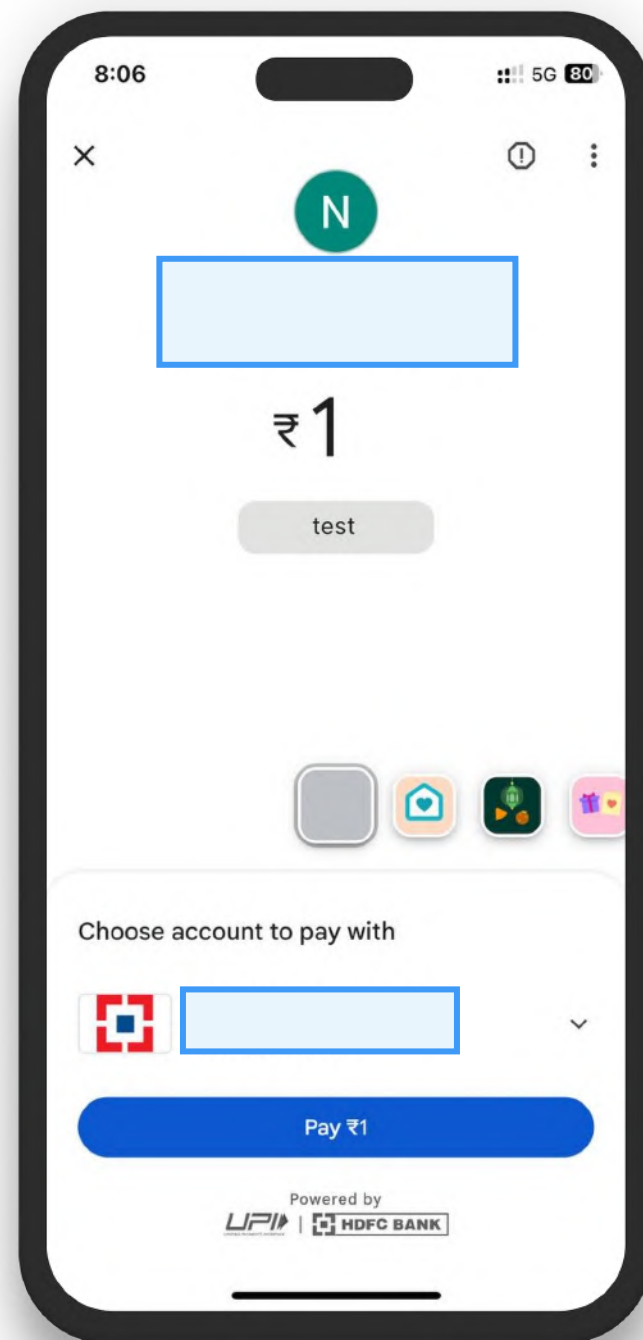 8:06 5G 80
N
₹1
test
Choose account to pay with
Pay ₹1
Powered by
UPI | HDFC BANK